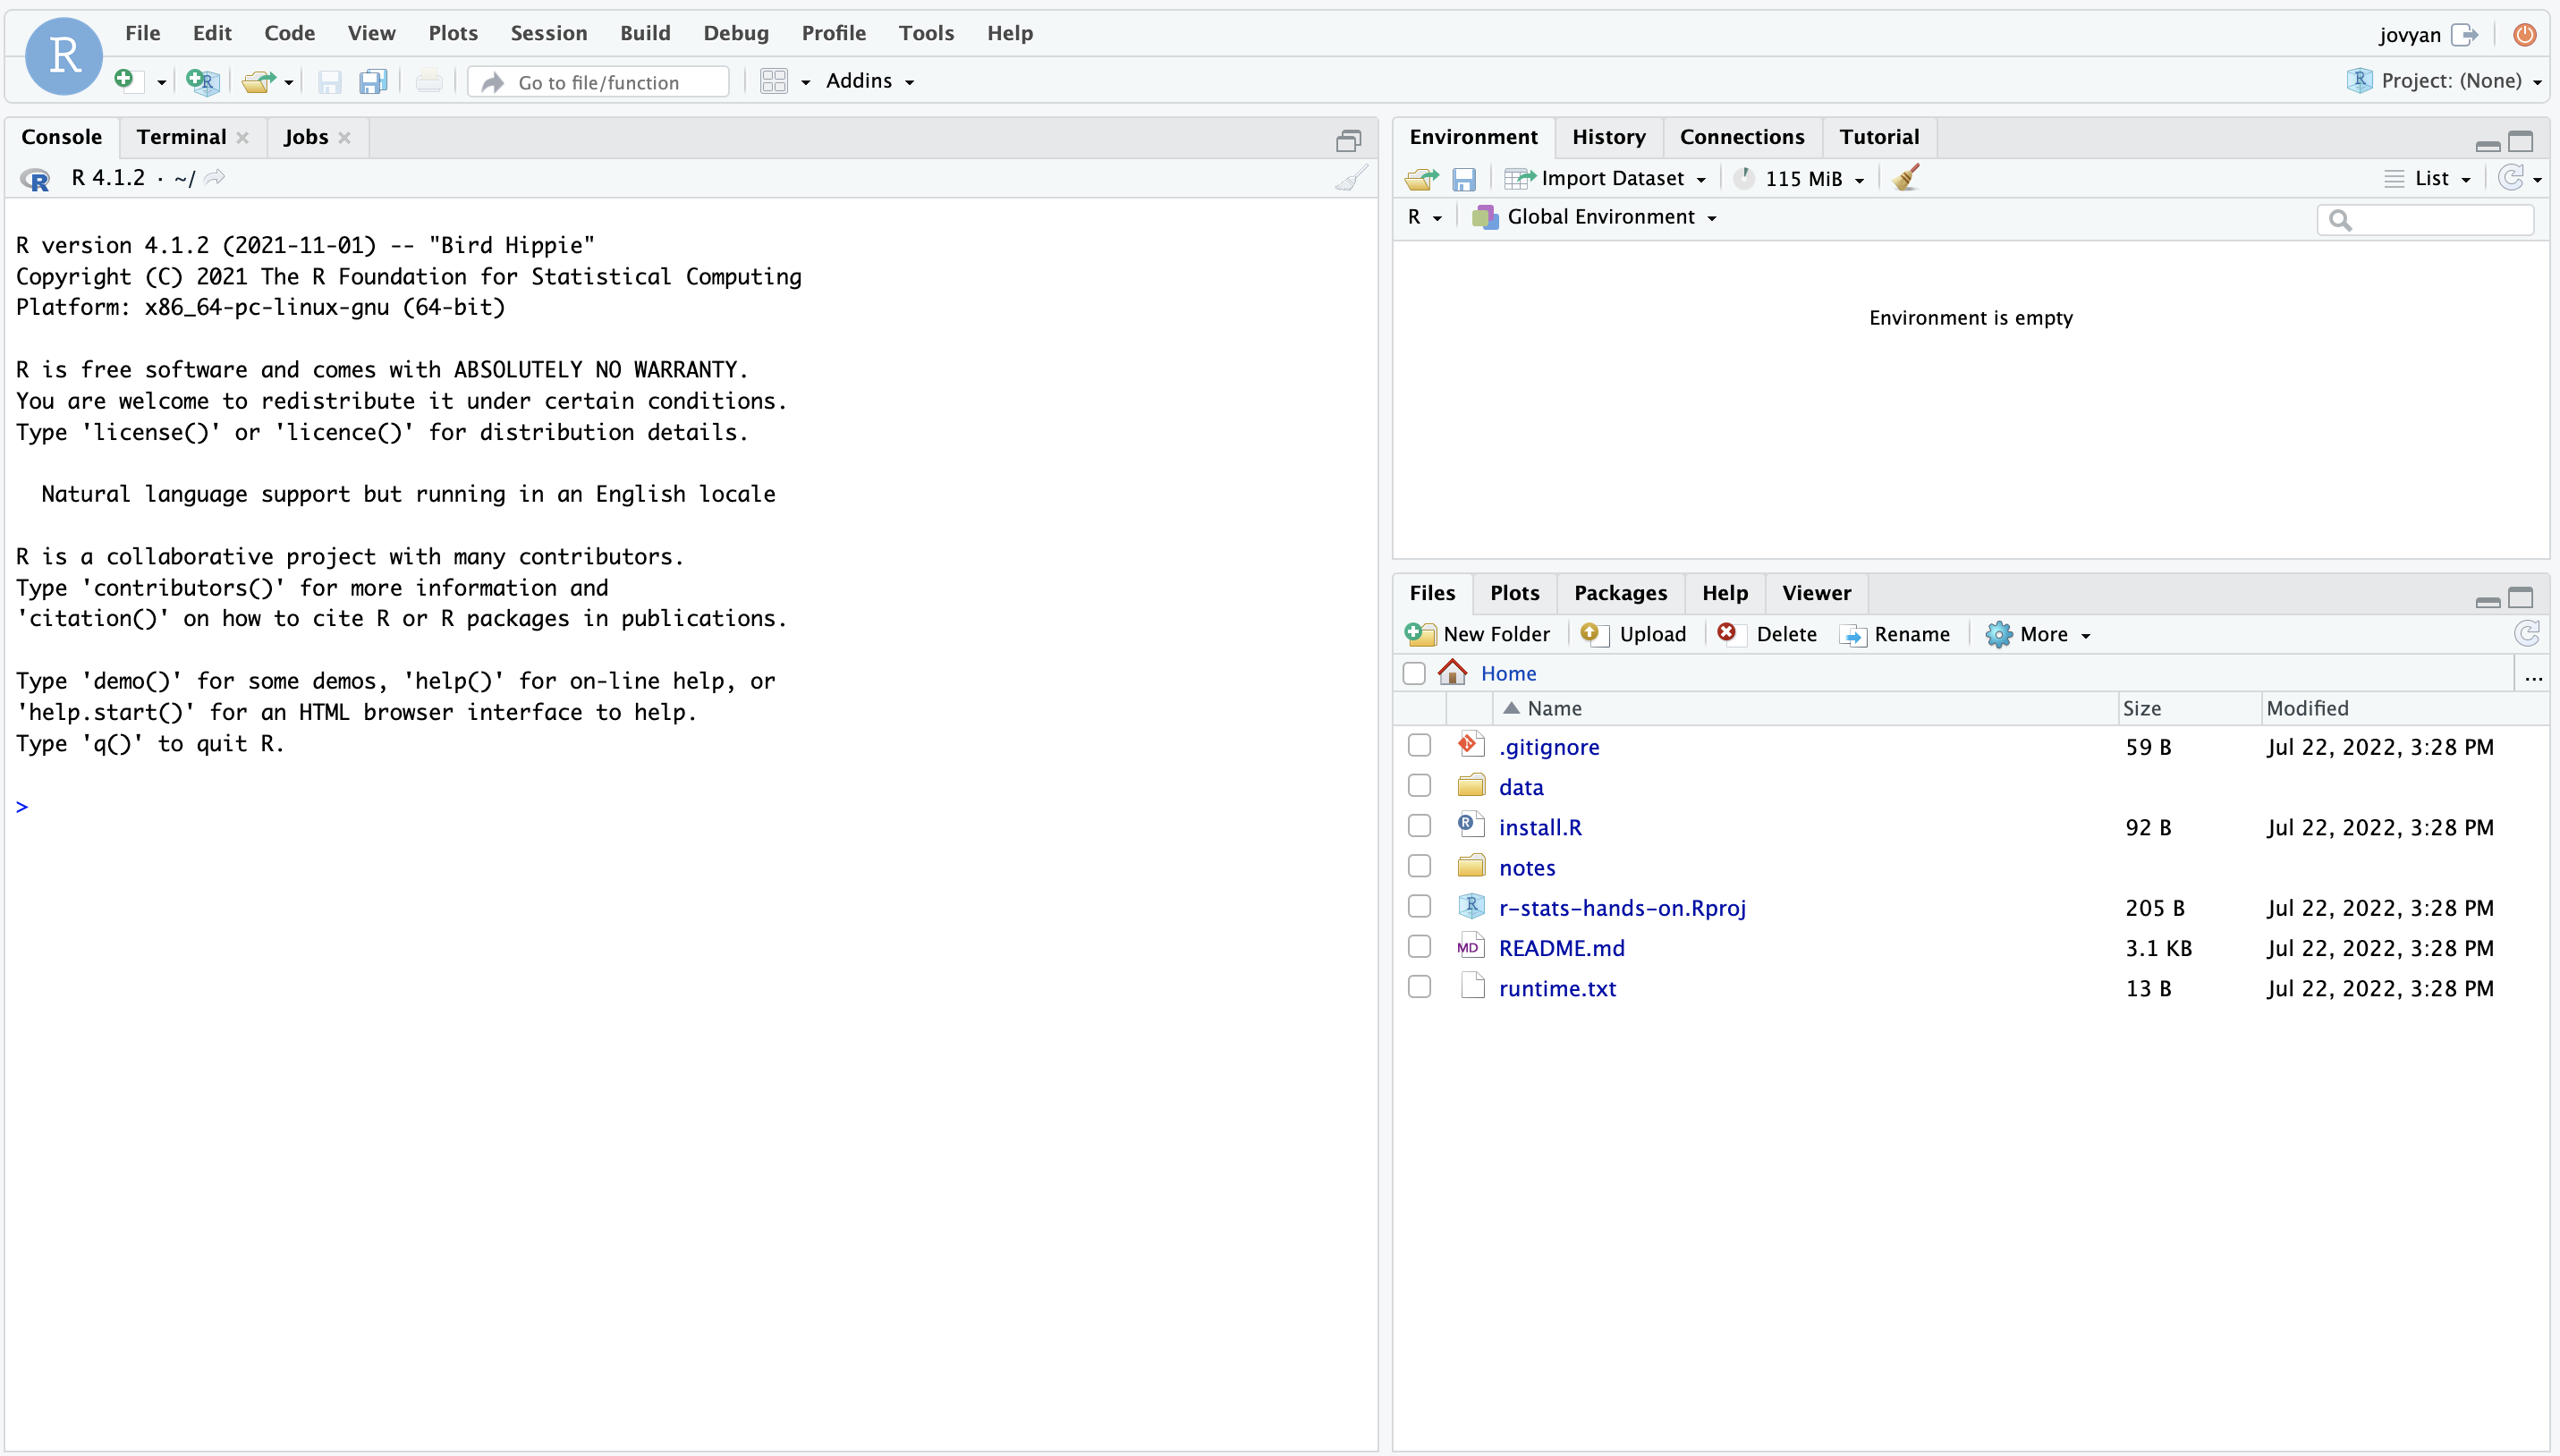 R
File Edit Code View Plots Session Build Debug Profile Tools Help
jovyan
Go to file/function
Addins
Project: (None)
Console Terminal Jobs
R 4.1.2 · ~/
R version 4.1.2 (2021-11-01) -- "Bird Hippie"
Copyright (C) 2021 The R Foundation for Statistical Computing
Platform: x86_64-pc-linux-gnu (64-bit)
R is free software and comes with ABSOLUTELY NO WARRANTY.
You are welcome to redistribute it under certain conditions.
Type 'license()' or 'licence()' for distribution details.
Natural language support but running in an English locale
R is a collaborative project with many contributors.
Type 'contributors()' for more information and
'citation()' on how to cite R or R packages in publications.
Type 'demo()' for some demos, 'help()' for on-line help, or
'help.start()' for an HTML browser interface to help.
Type 'q()' to quit R.
>
Environment History Connections Tutorial
Import Dataset 115 MiB List
R Global Environment
Environment is empty
Files Plots Packages Help Viewer
New Folder Upload Delete Rename More
Home ...
Name Size Modified
.gitignore 59 B Jul 22, 2022, 3:28 PM
data
install.R 92 B Jul 22, 2022, 3:28 PM
notes
r-stats-hands-on.Rproj 205 B Jul 22, 2022, 3:28 PM
MD README.md 3.1 KB Jul 22, 2022, 3:28 PM
runtime.txt 13 B Jul 22, 2022, 3:28 PM